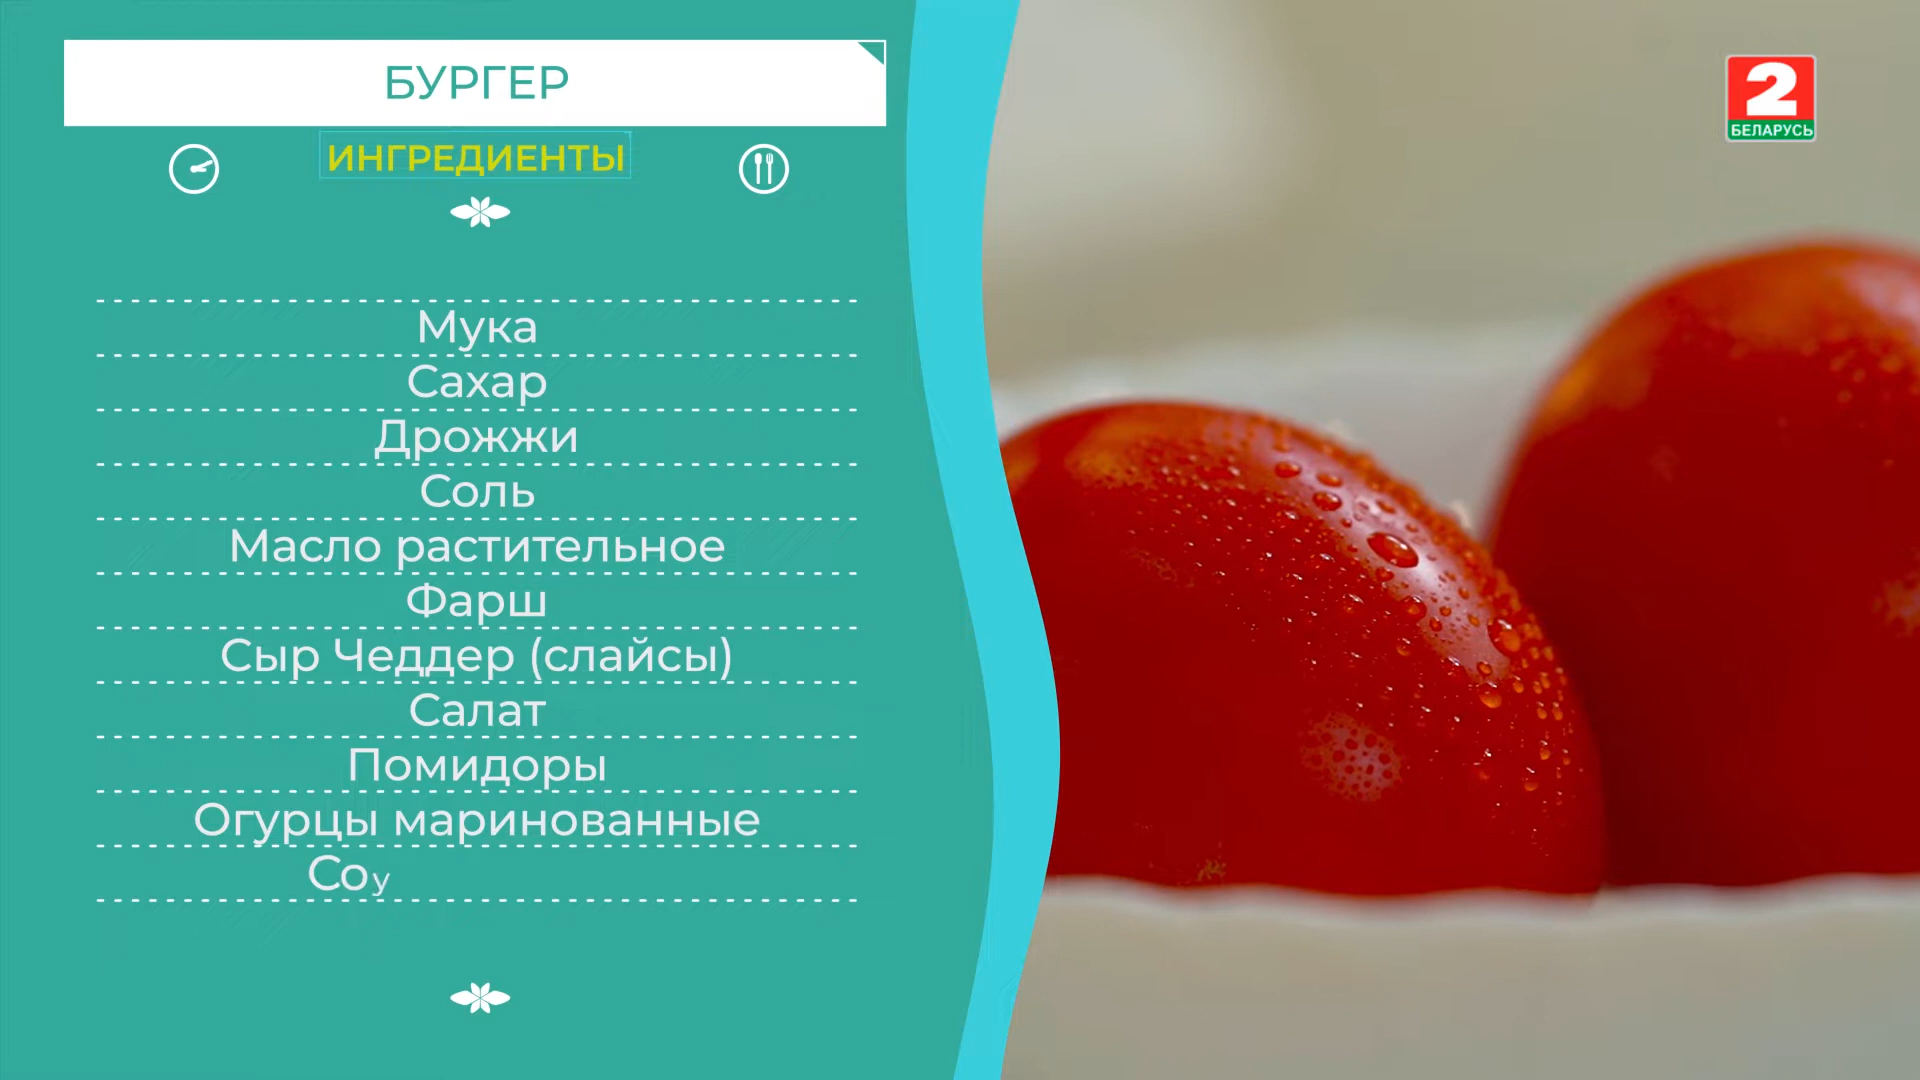 БУРГЕР
ИНГРЕДИЕНТЫ
Мука
Сахар
Дрожжи
Соль
Масло растительное
Фарш
Сыр Чеддер (слайсы)
Салат
Помидоры
Огурцы маринованные
Соу
2
БЕЛАРУСЬ